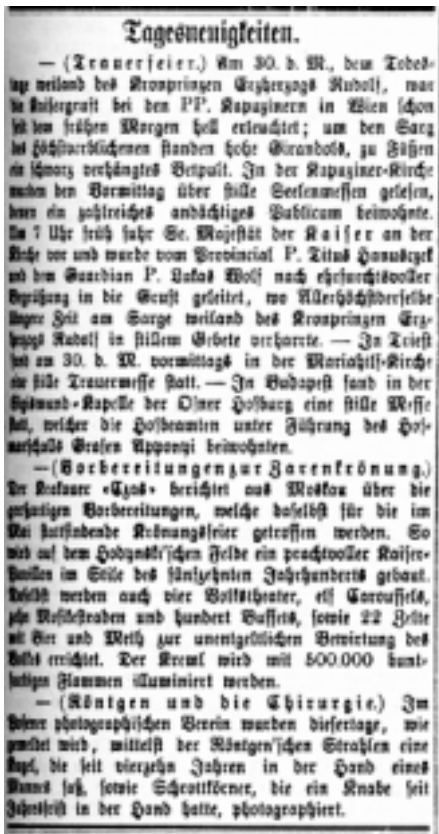 Tagesneuigkeiten.
— (Trauerfeier.) Am 30. d. M., dem Todes-
tage weiland des Kronprinzen Erzherzogs Rudolf, war
die Kaisergruft bei den PP. Kapuzinern in Wien schon
seit dem frühen Morgen hell erleuchtet; um den Sarg
des höchstverblichenen standen hohe Girandols, zu Füßen
ein schwarz verhängtes Betpult. In der Kapuziner-Kirche
wurden den Vormittag über stille Seelenmessen gelesen,
denen ein zahlreiches andächtiges Publicum beiwohnte.
Um 7 Uhr früh fuhr Se. Majestät der Kaiser an der
Kirche vor und wurde vom Provincial P. Titus
und dem Guardian P. Lukas Wolf nach ehrfurchtsvoller
Begrüßung in die Gruft geleitet, wo Allerhöchstderselbe
längere Zeit am Sarge weiland des Kronprinzen Erz-
herzogs Rudolf in stillem Gebete verharrte. — In Triest
fand am 30. d. M. vormittags in der Mariahilf-Kirche
eine stille Trauermesse statt. — In Budapest fand in der
Sigismund-Kapelle der Ofner Hofburg eine stille Messe
statt, welcher die Hofbeamten unter Führung des Hof-
marschalls Grafen Apponyi beiwohnten.
— (Vorbereitungen zur Zarenkrönung.)
Der Krakauer «Czas» berichtet aus Moskau über die
großartigen Vorbereitungen, welche daselbst für die im
Mai stattfindende Krönungsfeier getroffen werden. So
wird auf dem Hodynski'schen Felde ein prachtvoller Kaiser-
Pavillon im Stile des fünfzehnten Jahrhunderts gebaut.
Daselbst werden auch vier Volkstheater, elf Caroussels,
zehn Musikestraden und hundert Buffets, sowie 22 Zelte
mit Bier und Meth zur unentgeltlichen Bewirtung des
Volks errichtet. Der Kreml wird mit 500.000 bunt-
farbigen Flammen illuminiert werden.
— (Röntgen und die Chirurgie.) Im
Wiener photographischen Verein wurden dieser tage, wie
gemeldet wird, mittelst der Röntgen'schen Strahlen eine
Kugel, die seit vierzehn Jahren in der Hand eines
Mannes saß, sowie Schrottkörner, die ein Knabe seit
Jahresfrist in der Hand hatte, photographiert.